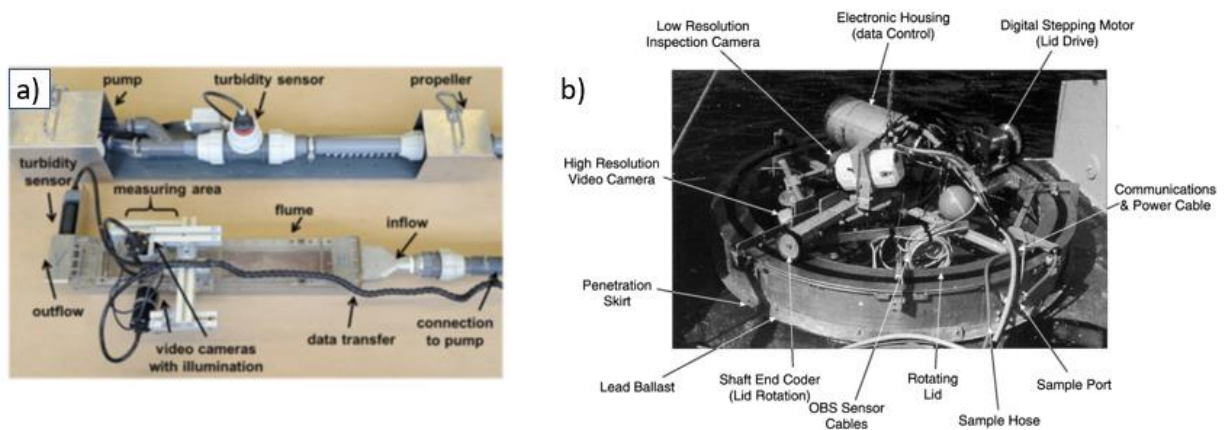 a)
pump
turbidity sensor
propeller
turbidity
sensor
measuring area
flume
inflow
outflow
video cameras
with illumination
data transfer
connection
to pump
b)
Low Resolution
Inspection Camera
Electronic Housing
(data Control)
Digital Stepping Motor
(Lid Drive)
High Resolution
Video Camera
Communications
& Power Cable
Penetration
Skirt
Lead Ballast
Shaft End Coder
(Lid Rotation)
OBS Sensor
Cables
Rotating
Lid
Sample Hose
Sample Port